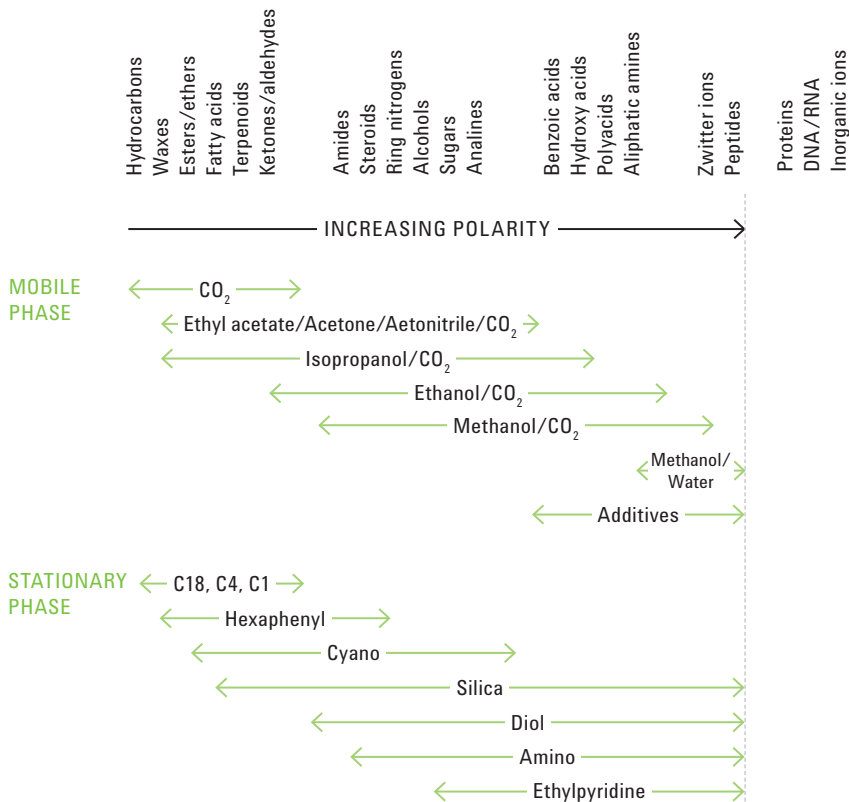 Hydrocarbons
Waxes
Esters/ethers
Fatty acids
Terpenoids
Ketones/aldehydes
Amides
Steroids
Ring nitrogens
Alcohols
Sugars
Analines
Benzoic acids
Hydroxy acids
Polyacids
Aliphatic amines
Zwitter ions
Peptides
Proteins
DNA/RNA
Inorganic ions
INCREASING POLARITY
MOBILE
PHASE
CO₂
Ethyl acetate/Acetone/Aetonitrile/CO₂
Isopropanol/CO₂
Ethanol/CO₂
Methanol/CO₂
Methanol/
Water
Additives
STATIONARY
PHASE
C18, C4, C1
Hexaphenyl
Cyano
Silica
Diol
Amino
Ethylpyridine